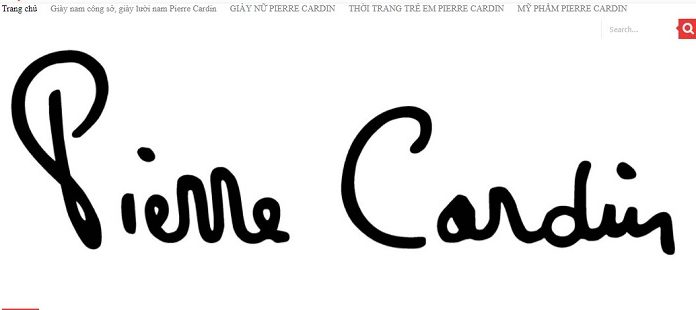 Trang chủ Giày nam công sở, giày lười nam Pierre Cardin GIÀY NỮ PIERRE CARDIN THỜI TRANG TRẺ EM PIERRE CARDIN MỸ PHẨM PIERRE CARDIN
Search...
Pierre Cardin